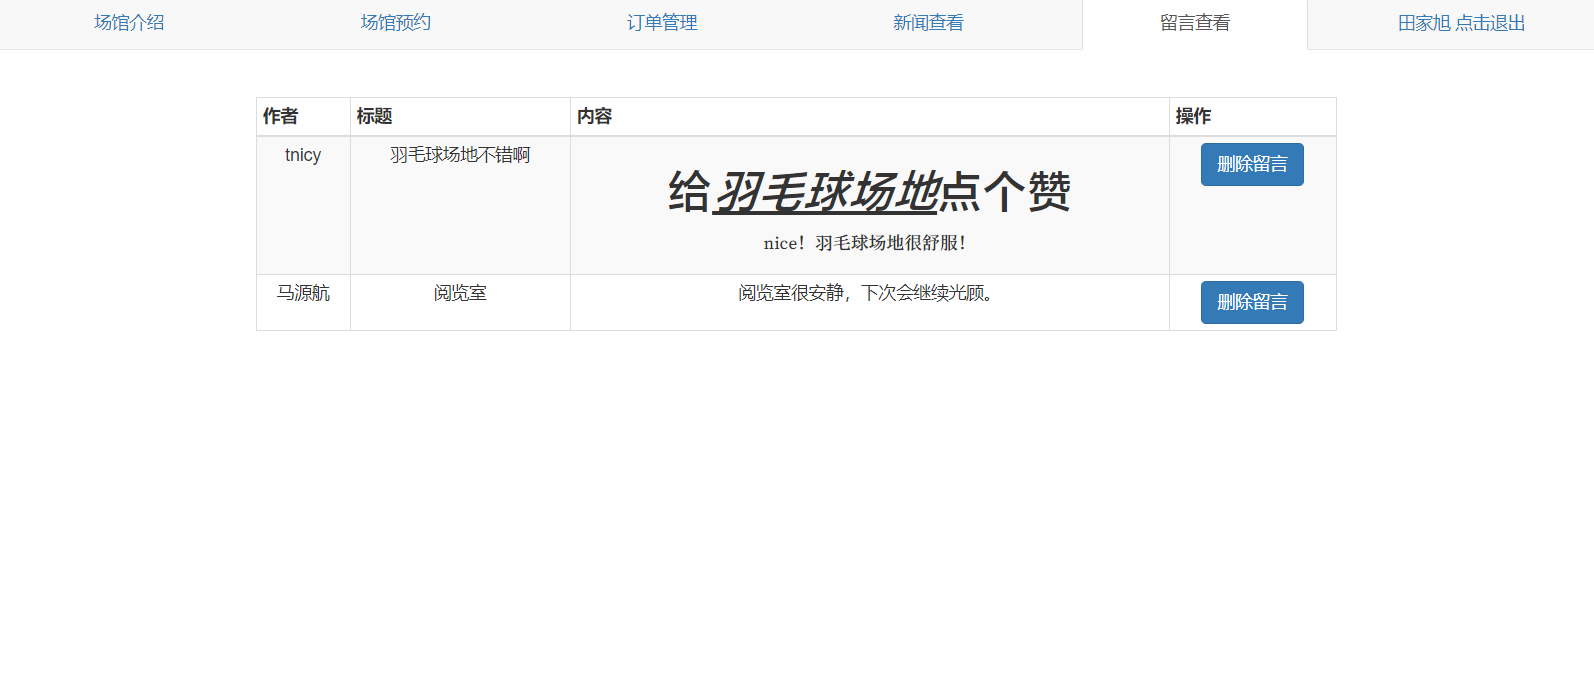 场馆介绍 场馆预约 订单管理 新闻查看 留言查看 田家旭 点击退出
作者 标题 内容 操作
tnicy 羽毛球场地不错啊 给羽毛球场地点个赞 删除留言
nice！羽毛球场地很舒服！
马源航 阅览室 阅览室很安静，下次会继续光顾。 删除留言